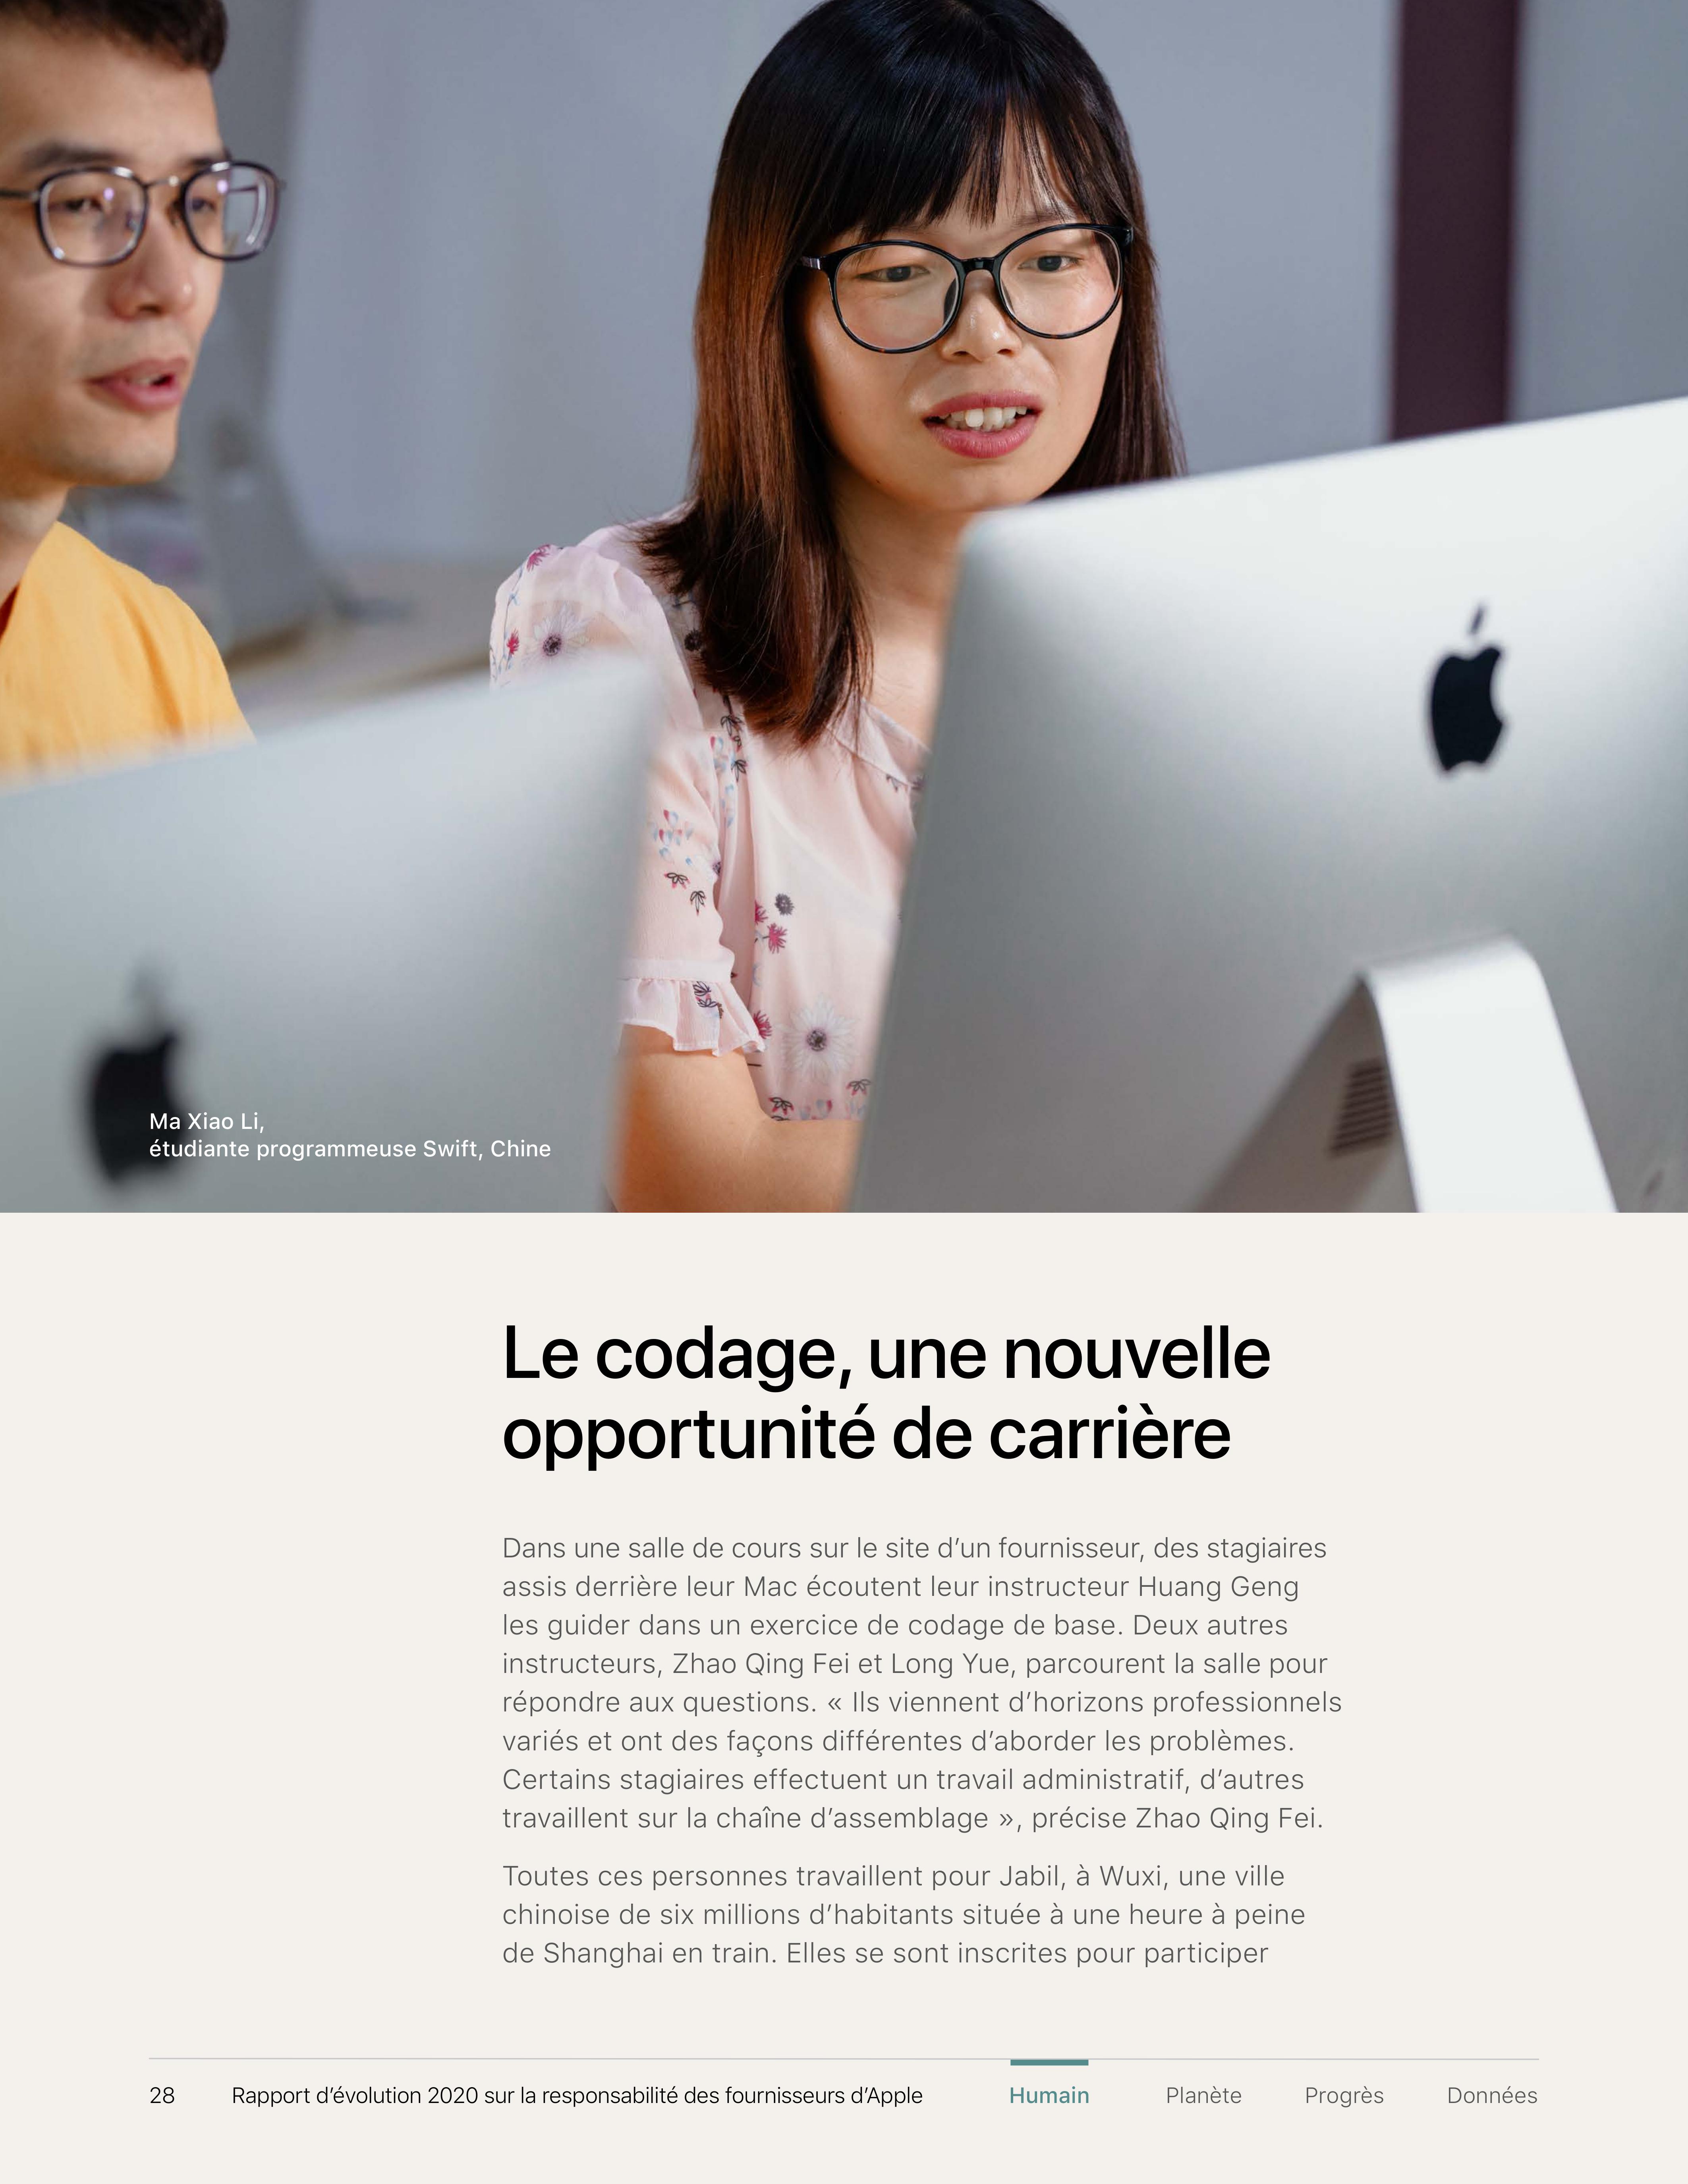 Ma Xiao Li,
étudiante programmeuse Swift, Chine
Le codage, une nouvelle
opportunité de carrière
Dans une salle de cours sur le site d’un fournisseur, des stagiaires
assis derrière leur Mac écoutent leur instructeur Huang Geng
les guider dans un exercice de codage de base. Deux autres
instructeurs, Zhao Qing Fei et Long Yue, parcourent la salle pour
répondre aux questions. « Ils viennent d’horizons professionnels
variés et ont des façons différentes d’aborder les problèmes.
Certains stagiaires effectuent un travail administratif, d’autres
travaillent sur la chaîne d’assemblage », précise Zhao Qing Fei.
Toutes ces personnes travaillent pour Jabil, à Wuxi, une ville
chinoise de six millions d’habitants située à une heure à peine
de Shanghai en train. Elles se sont inscrites pour participer
28 Rapport d’évolution 2020 sur la responsabilité des fournisseurs d’Apple Humain Planète Progrès Données